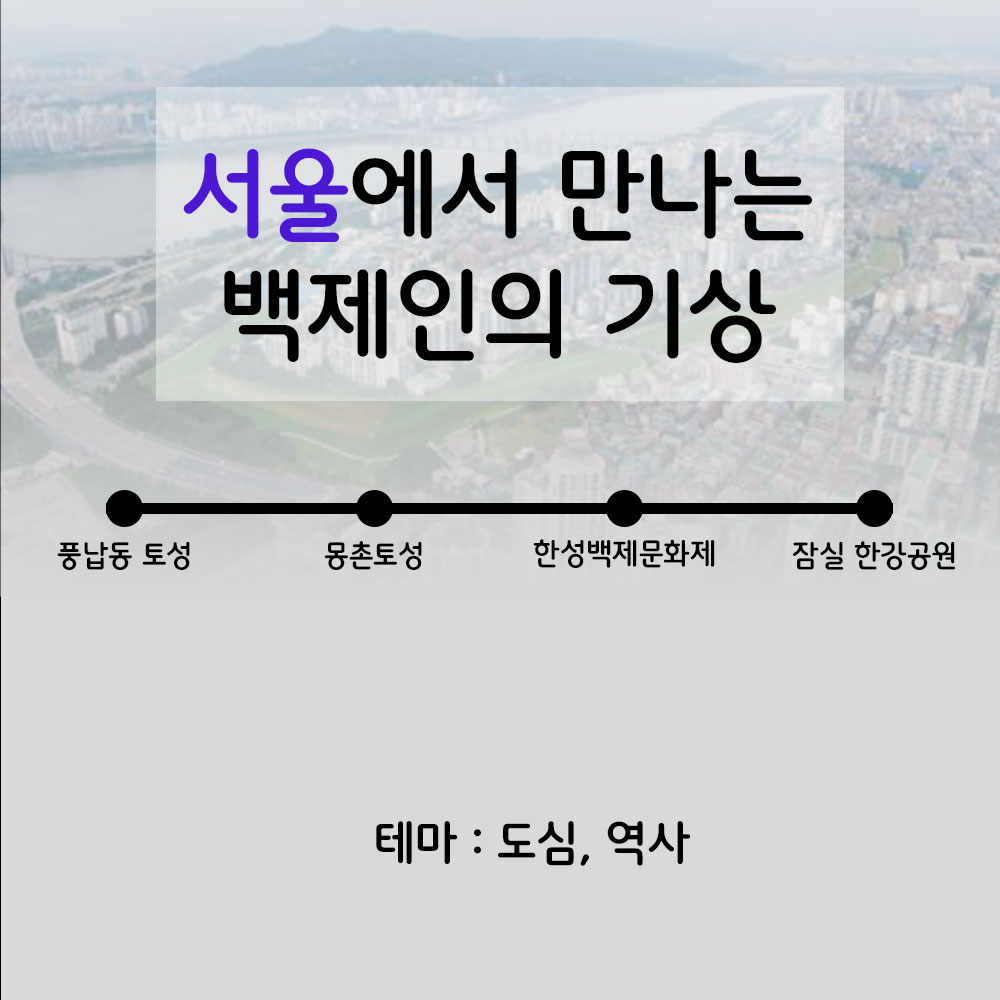 서울에서 만나는
백제인의 기상
풍납동 토성
몽촌토성
한성백제문화제
잠실 한강공원
테마 : 도심, 역사